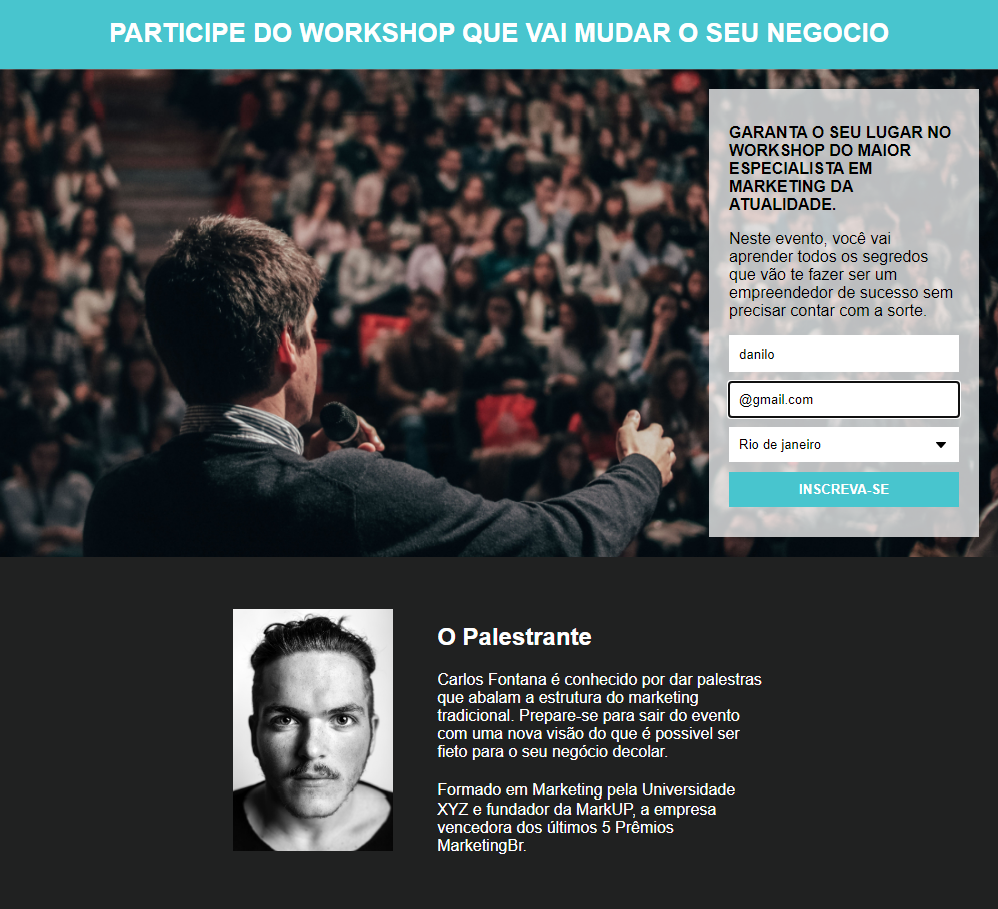 PARTICIPE DO WORKSHOP QUE VAI MUDAR O SEU NEGOCIO
GARANTA O SEU LUGAR NO
WORKSHOP DO MAIOR
ESPECIALISTA EM
MARKETING DA
ATUALIDADE.
Neste evento, você vai
aprender todos os segredos
que vão te fazer ser um
empreendedor de sucesso sem
precisar contar com a sorte.
danilo
@gmail.com
Rio de janeiro
INSCREVA-SE
O Palestrante
Carlos Fontana é conhecido por dar palestras
que abalam a estrutura do marketing
tradicional. Prepare-se para sair do evento
com uma nova visão do que é possivel ser
fieto para o seu negócio decolar.
Formado em Marketing pela Universidade
XYZ e fundador da MarkUP, a empresa
vencedora dos últimos 5 Prêmios
MarketingBr.